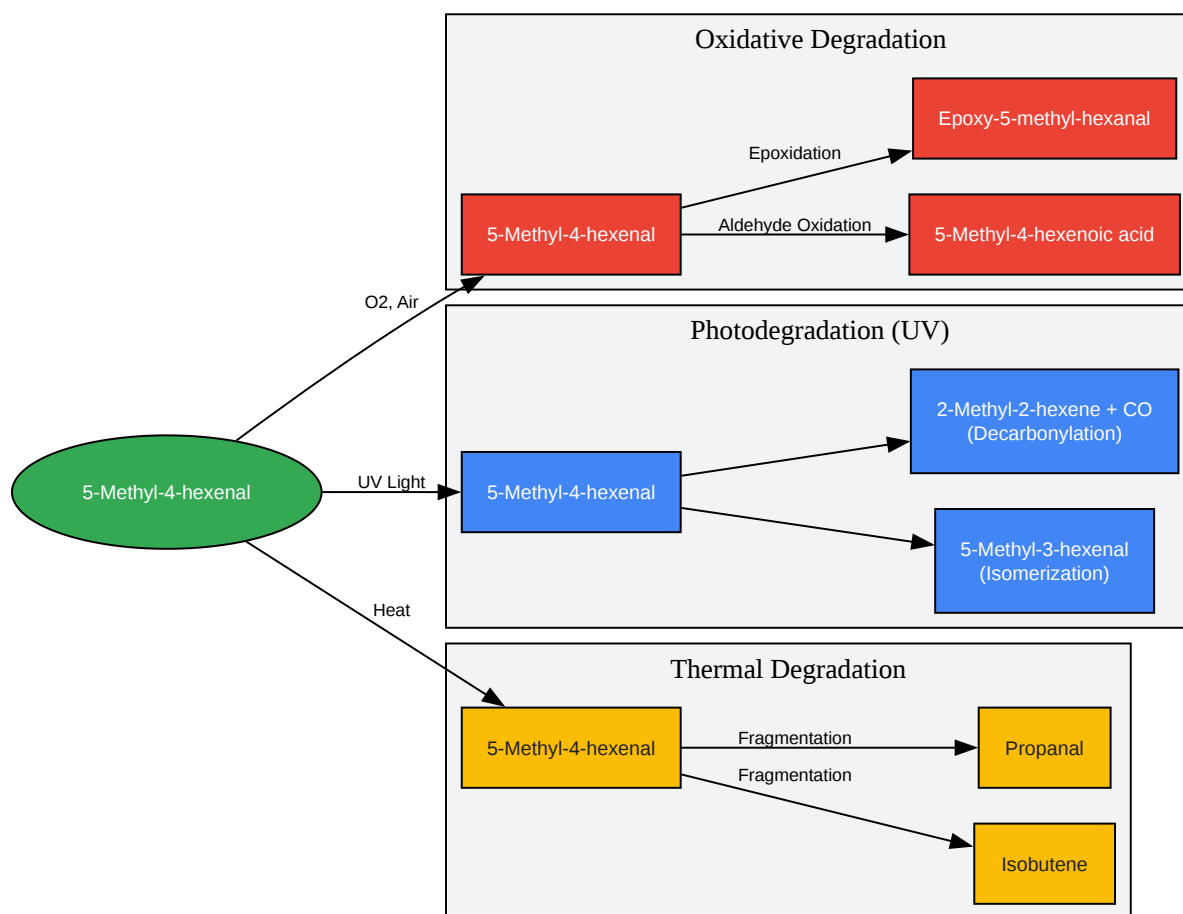 Oxidative Degradation
Epoxy-5-methyl-hexanal
Epoxidation
5-Methyl-4-hexenal
Aldehyde Oxidation
5-Methyl-4-hexenoic acid
O2, Air
Photodegradation (UV)
2-Methyl-2-hexene + CO
(Decarbonylation)
5-Methyl-4-hexenal
UV Light
5-Methyl-4-hexenal
5-Methyl-3-hexenal
(Isomerization)
Heat
Thermal Degradation
5-Methyl-4-hexenal
Fragmentation
Propanal
Fragmentation
Isobutene